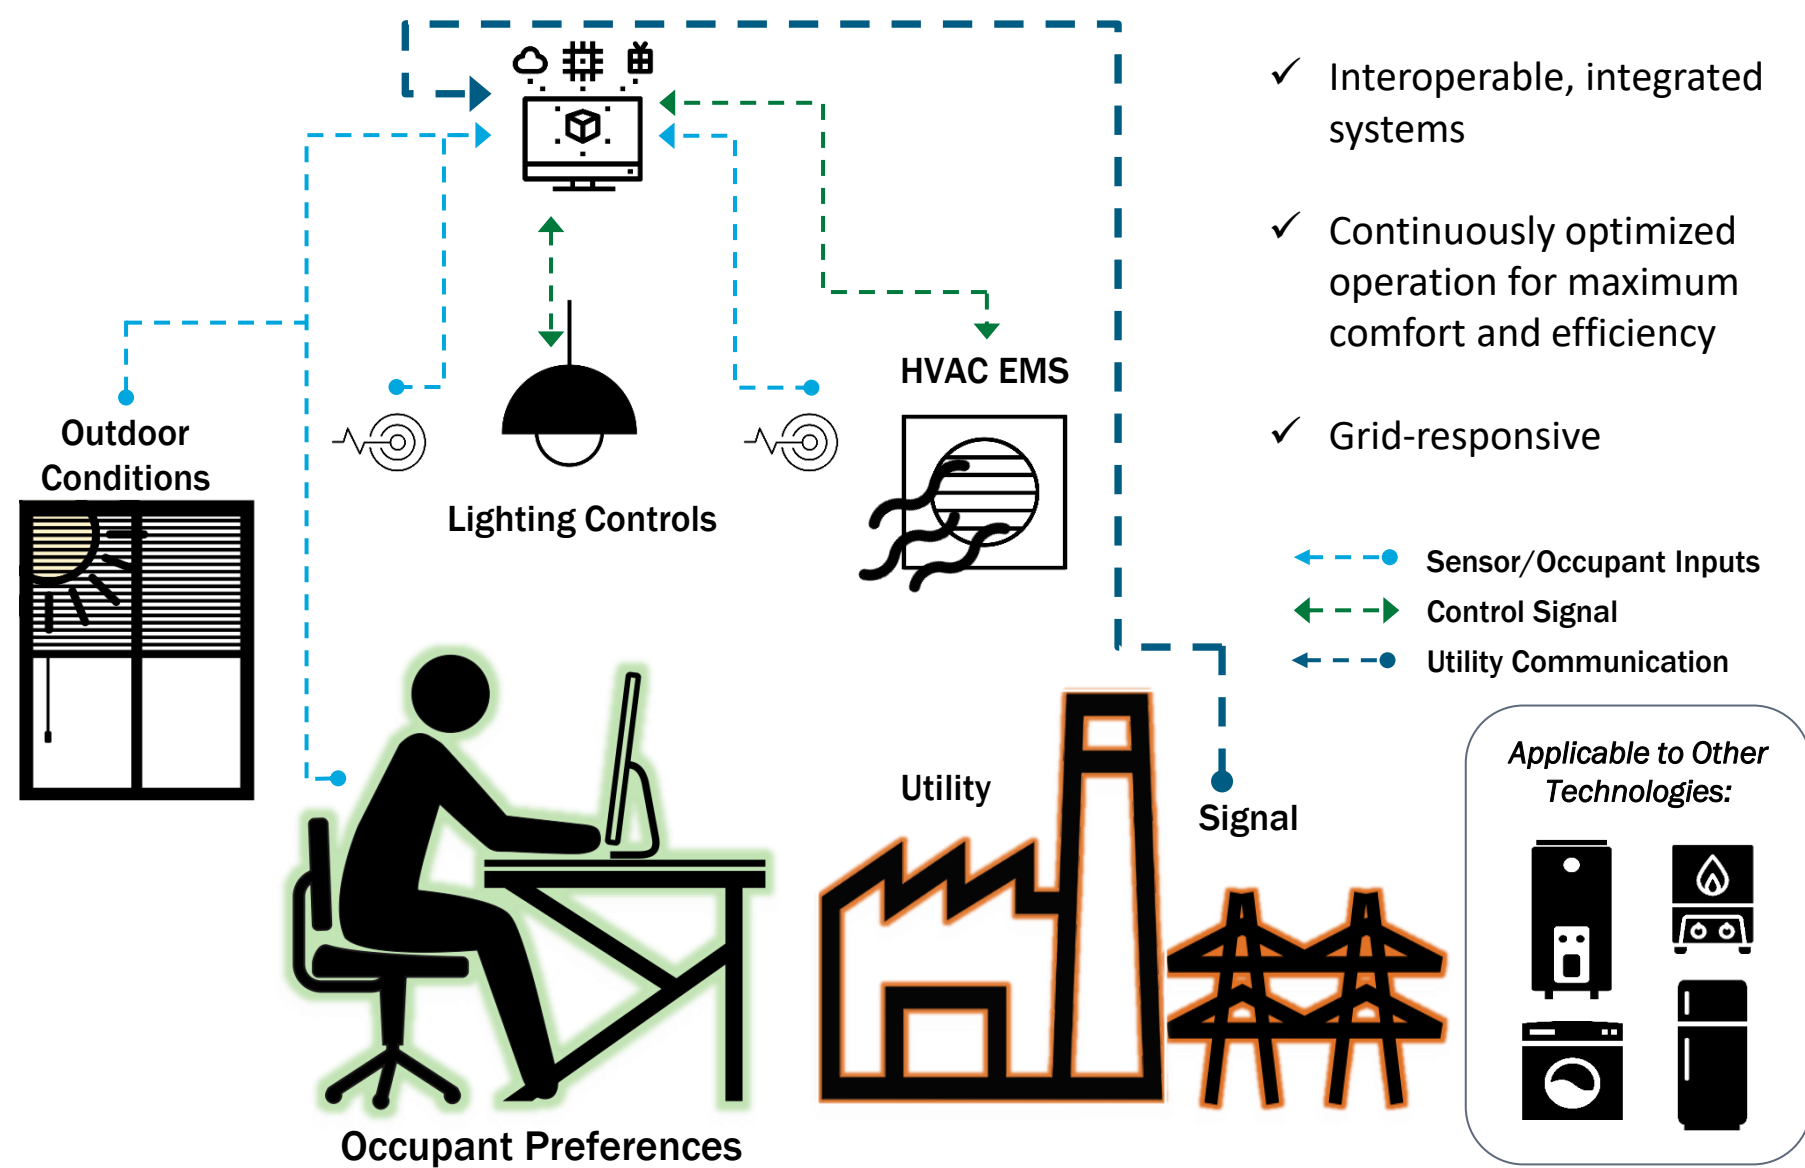 ✓ Interoperable, integrated
systems
✓ Continuously optimized
operation for maximum
comfort and efficiency
✓ Grid-responsive
HVAC EMS
Outdoor
Conditions
Lighting Controls
Sensor/Occupant Inputs
Control Signal
Utility Communication
Utility
Signal
Applicable to Other
Technologies:
Occupant Preferences